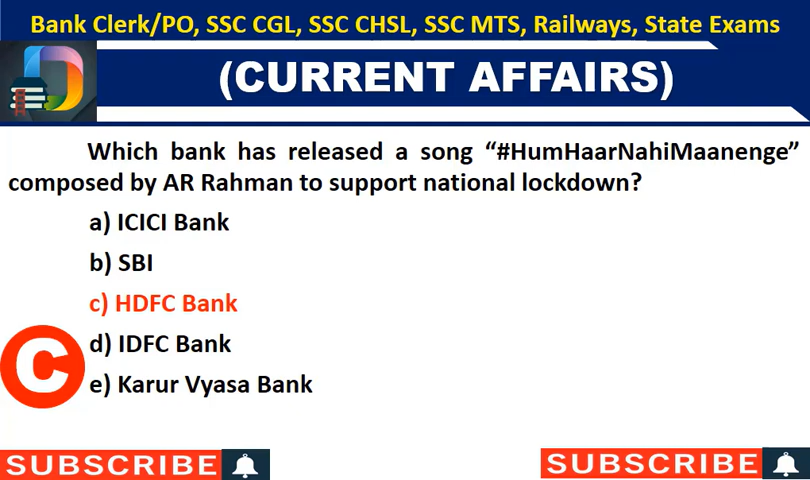 Bank Clerk/PO, SSC CGL, SSC CHSL, SSC MTS, Railways, State Exams
(CURRENT AFFAIRS)
Which bank has released a song “#HumHaarNahiMaanenge”
composed by AR Rahman to support national lockdown?
a) ICICI Bank
b) SBI
c) HDFC Bank
d) IDFC Bank
e) Karur Vyasa Bank
C
SUBSCRIBE
SUBSCRIBE